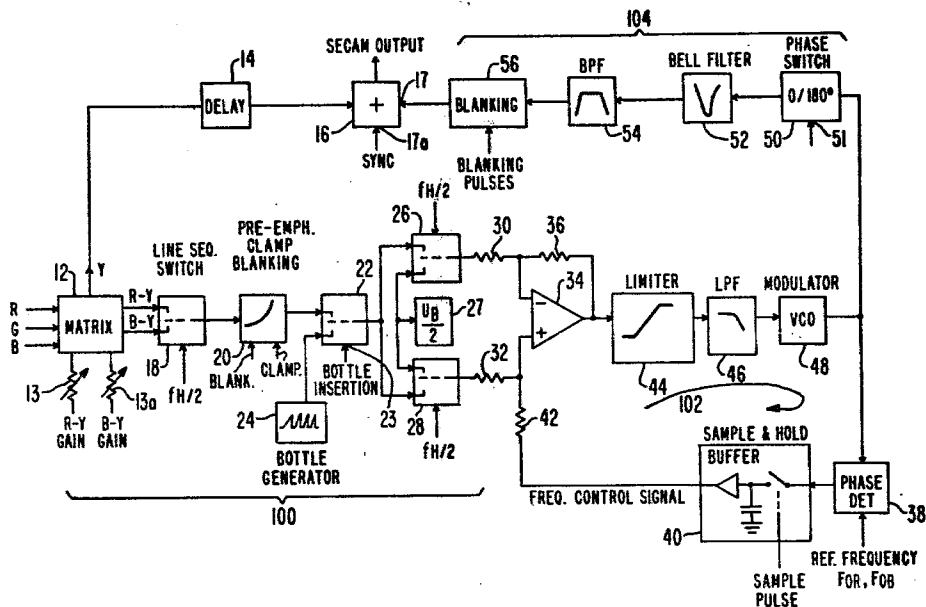 104
SECAM OUTPUT
PHASE
SWITCH
14
56
BPF
BELL FILTER
DELAY
17
+
BLANKING
0/180°
16
17a
54
52
50
51
SYNC
BLANKING
PULSES
fH/2
PRE-EMPH.
CLAMP
BLANKING
26
30
36
LINE SEQ.
SWITCH
12
Y
22
34
LIMITER
LPF
MODULATOR
R
G
B
MATRIX
R-Y
B-Y
UB/2
27
-
+
VCO
18
20
BLANK.
CLAMP.
BOTTLE
INSERTION
32
44
46
48
13
13a
fH/2
24
23
28
102
R-Y
GAIN
B-Y
GAIN
BOTTLE
GENERATOR
fH/2
42
SAMPLE & HOLD
BUFFER
FREQ. CONTROL SIGNAL
PHASE
DET
38
100
40
REF. FREQUENCY
FOR, FOB
SAMPLE
PULSE